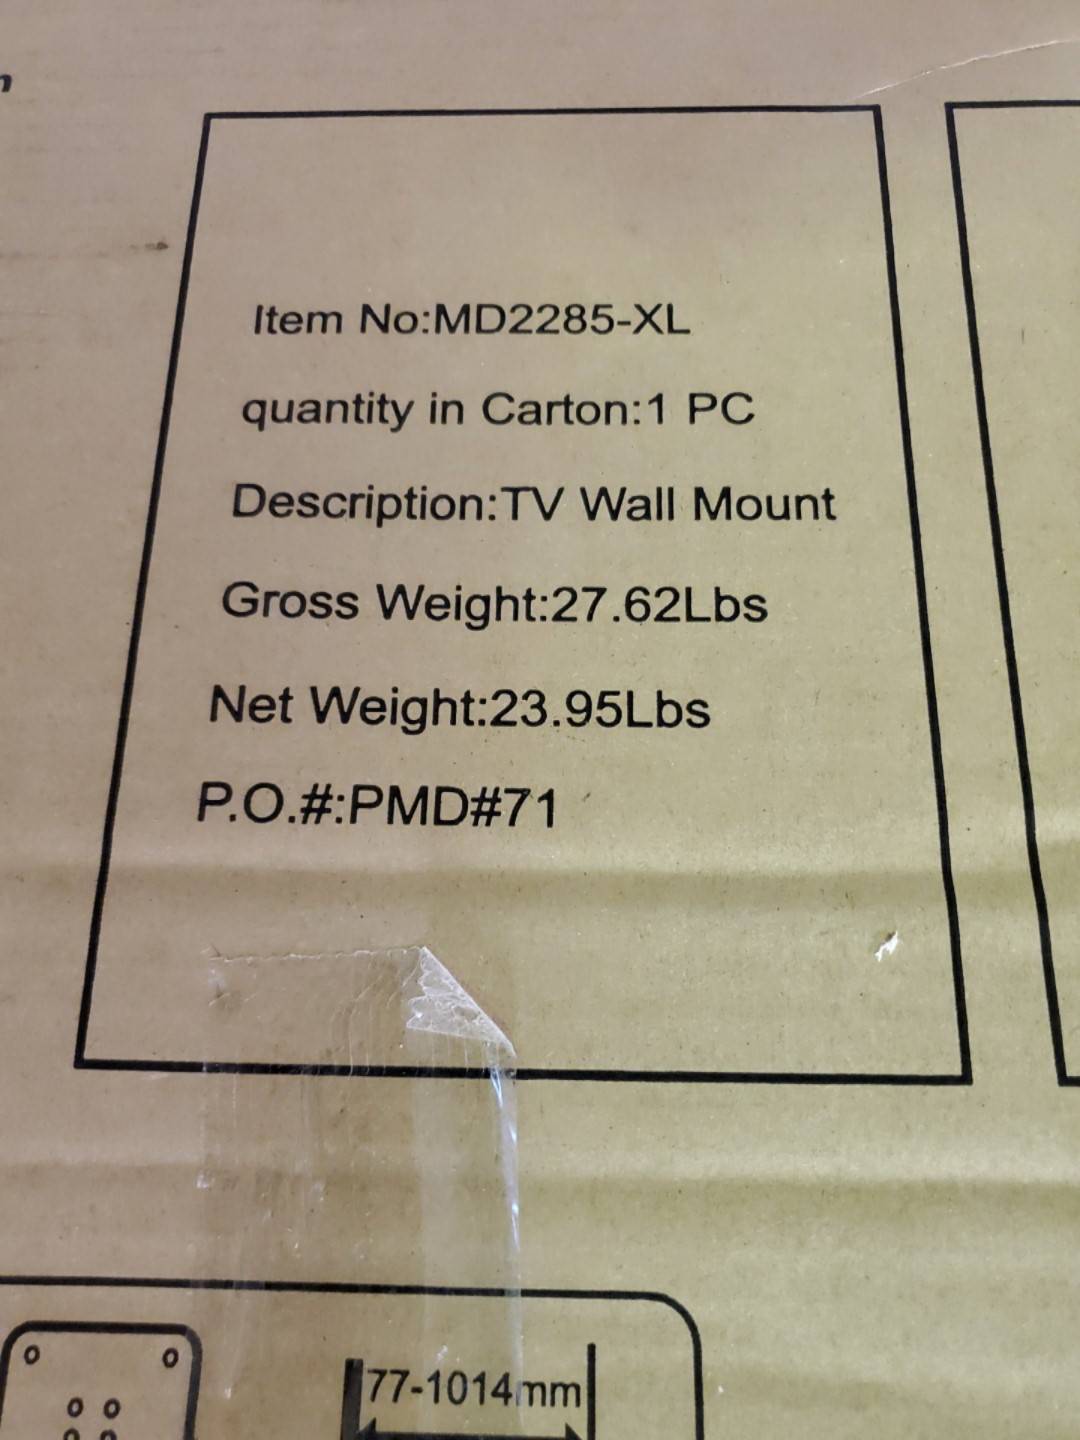 Item No:MD2285-XL
quantity in Carton:1 PC
Description:TV Wall Mount
Gross Weight:27.62Lbs
Net Weight:23.95Lbs
P.O.#:PMD#71
77-1014mm